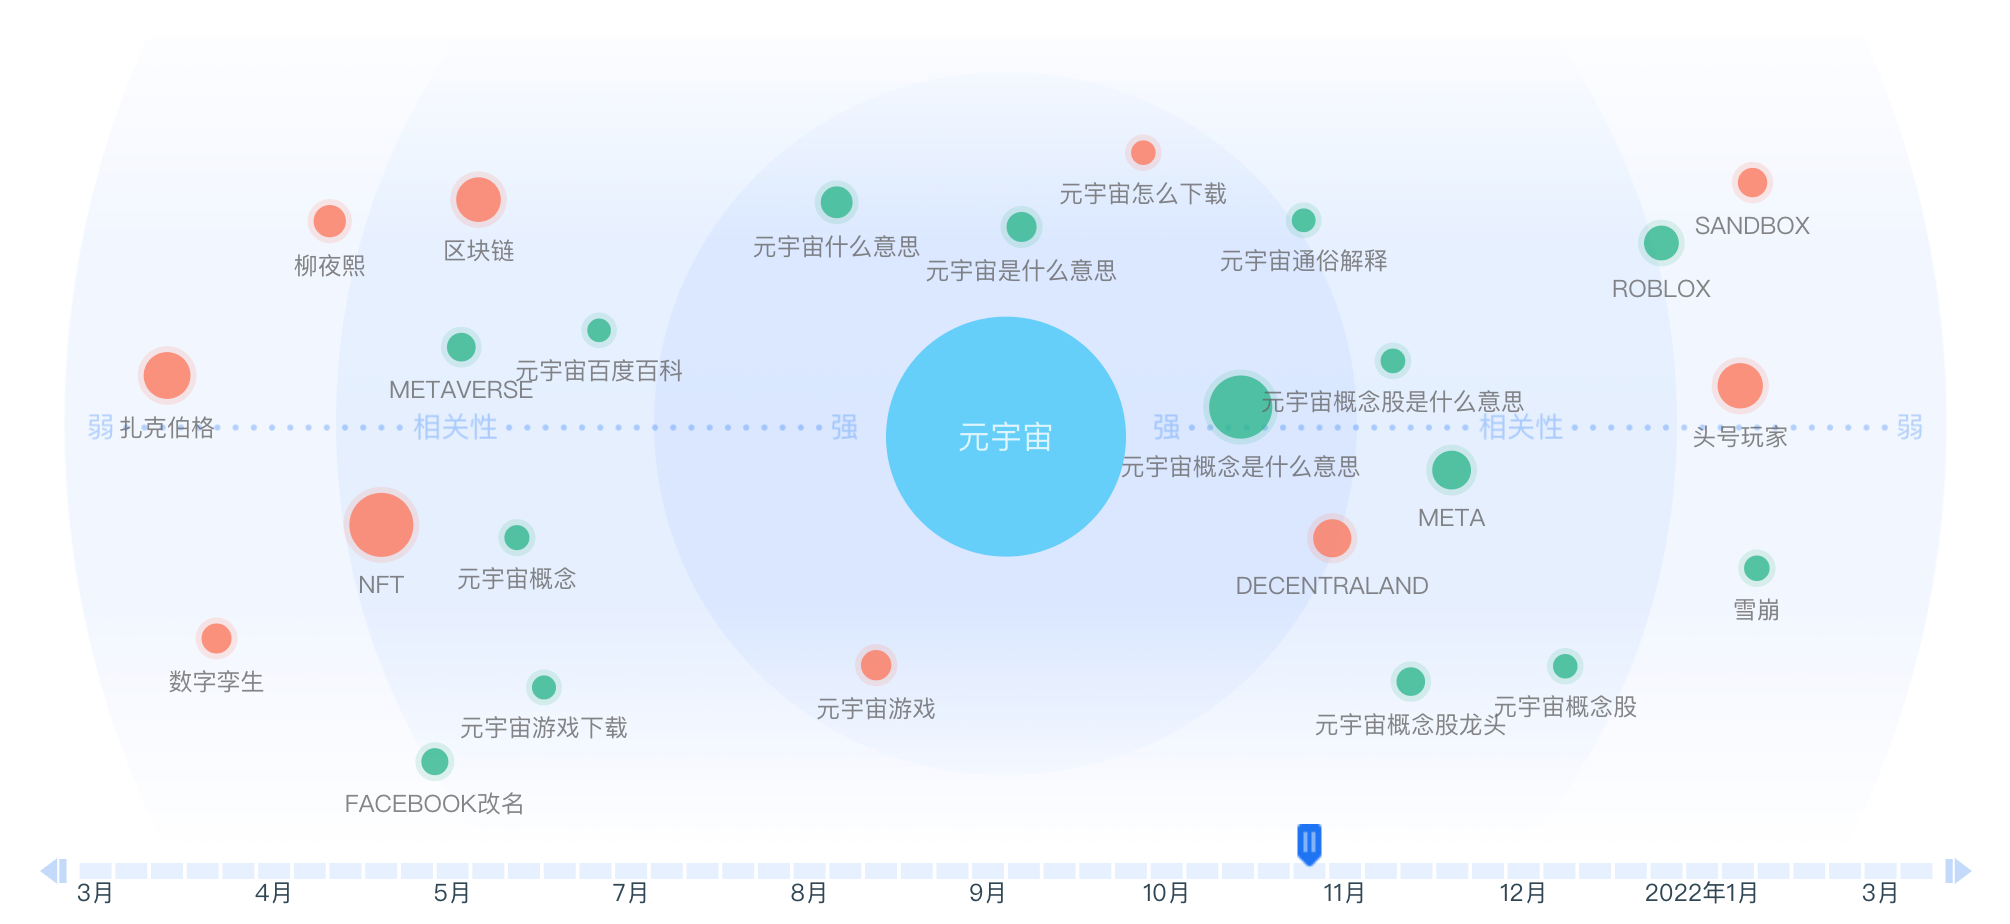 元宇宙怎么下载
SANDBOX
柳夜熙
区块链
元宇宙什么意思
元宇宙是什么意思
元宇宙通俗解释
ROBLOX
METAVERSE
元宇宙百度百科
元宇宙概念股是什么意思
弱
扎克伯格
相关性
强
元宇宙
强
相关性
头号玩家
弱
元宇宙概念是什么意思
META
NFT
元宇宙概念
DECENTRALAND
雪崩
数字孪生
元宇宙游戏下载
元宇宙游戏
元宇宙概念股龙头
元宇宙概念股
FACEBOOK改名
3月 4月 5月 7月 8月 9月 10月 11月 12月 2022年1月 3月